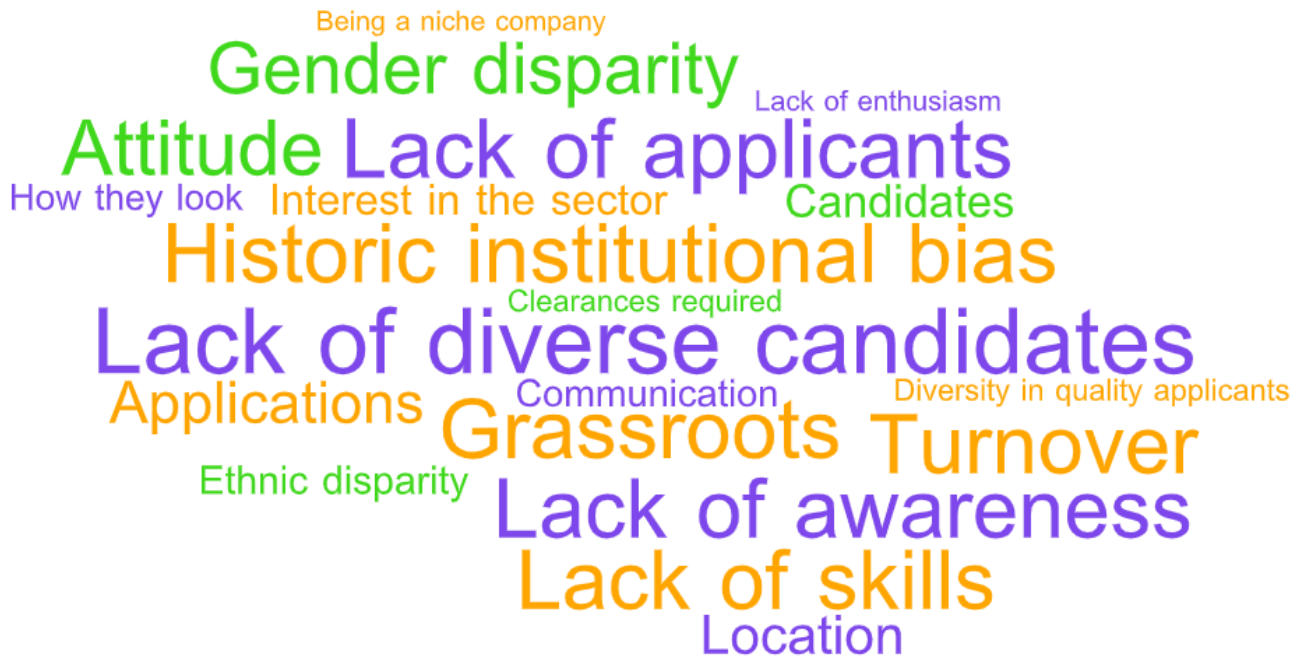 Being a niche company
Gender disparity
Lack of enthusiasm
Attitude Lack of applicants
How they look Interest in the sector Candidates
Historic institutional bias
Clearances required
Lack of diverse candidates
Applications Communication Diversity in quality applicants
Grassroots Turnover
Ethnic disparity
Lack of awareness
Lack of skills
Location